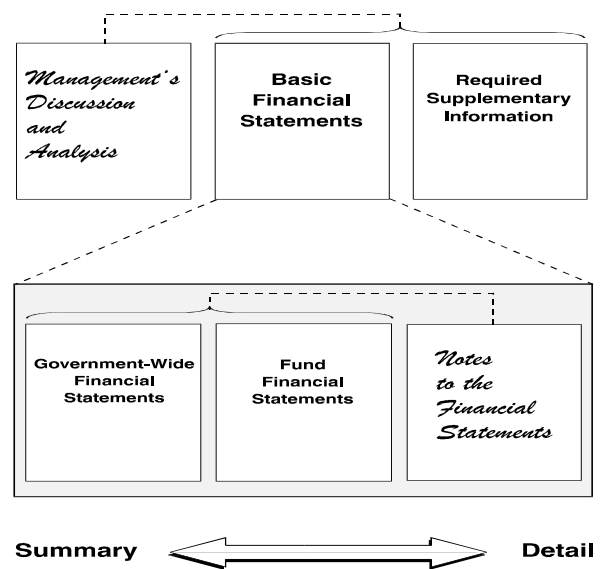 Management's
Discussion
and
Analysis
Basic
Financial
Statements
Required
Supplementary
Information
Government-Wide
Financial
Statements
Fund
Financial
Statements
Notes
to the
Financial
Statements
Summary
Detail